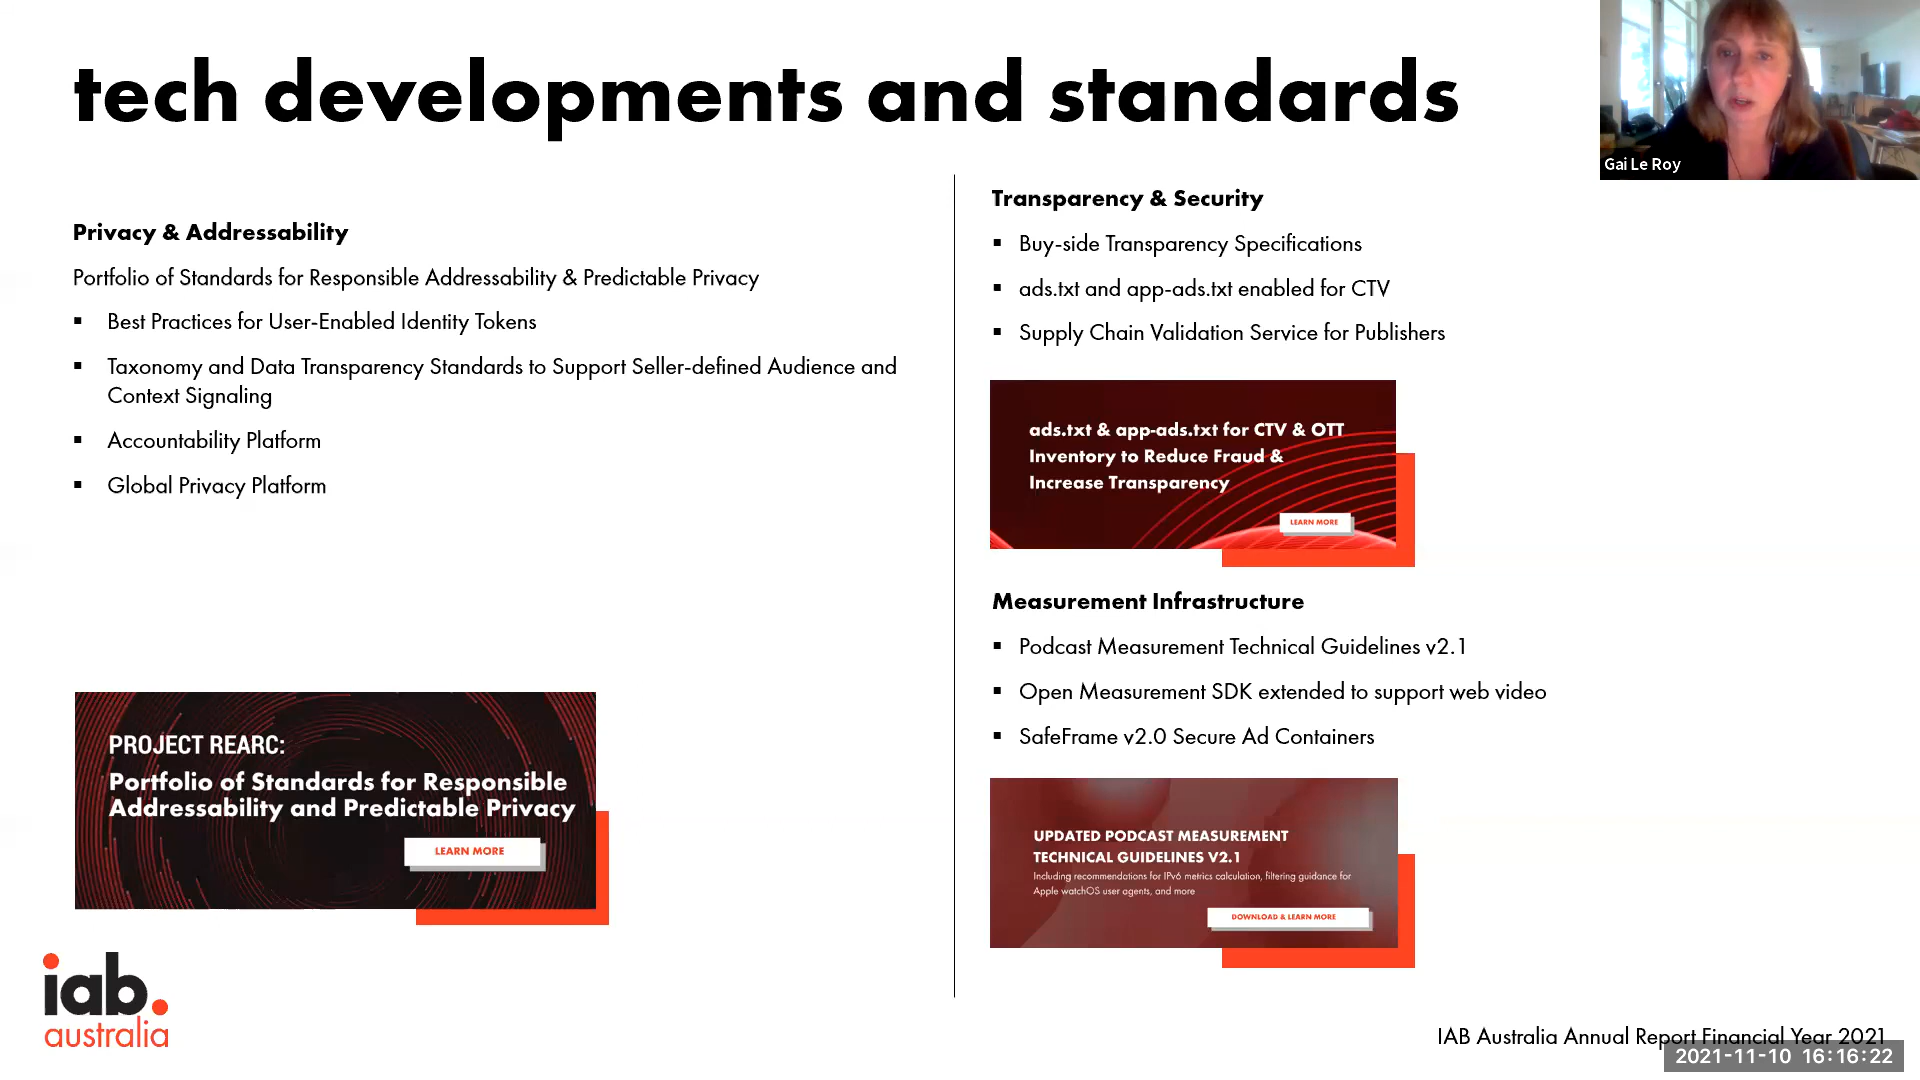 tech developments and standards
Gai Le Roy
Privacy & Addressability
Portfolio of Standards for Responsible Addressability & Predictable Privacy
▪ Best Practices for User-Enabled Identity Tokens
▪ Taxonomy and Data Transparency Standards to Support Seller-defined Audience and
Context Signaling
▪ Accountability Platform
▪ Global Privacy Platform
PROJECT REARC:
Portfolio of Standards for Responsible
Addressability and Predictable Privacy
LEARN MORE
Transparency & Security
▪ Buy-side Transparency Specifications
▪ ads.txt and app-ads.txt enabled for CTV
▪ Supply Chain Validation Service for Publishers
ads.txt & app-ads.txt for CTV & OTT
Inventory to Reduce Fraud &
Increase Transparency
LEARN MORE
Measurement Infrastructure
▪ Podcast Measurement Technical Guidelines v2.1
▪ Open Measurement SDK extended to support web video
▪ SafeFrame v2.0 Secure Ad Containers
UPDATED PODCAST MEASUREMENT
TECHNICAL GUIDELINES V2.1
Including recommendations for IPv6 metrics calculation, filtering guidance for
Apple watchOS user agents, and more
DOWNLOAD & LEARN MORE
iab.
australia
IAB Australia Annual Report Financial Year 2021
2021-11-10 16:16:22